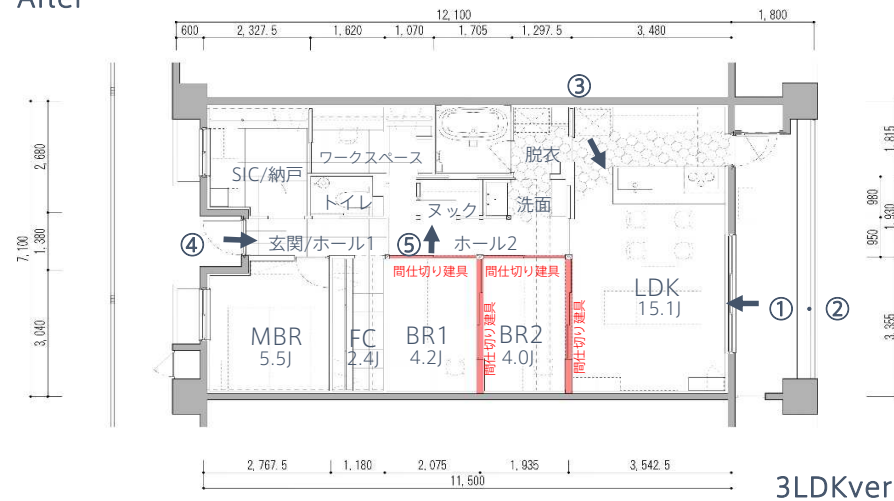 After
12,100
1,800
600
2,327.5
1,620
1,070
1,705
1,297.5
3,480
③
2,680
1,380
3,040
7,100
1,815
980
1,930
950
3,355
ワークスペース
脱衣
SIC/納戸
トイレ
ヌック
洗面
④
玄関/ホール1
⑤
ホール2
間仕切り建具
間仕切り建具
間仕切り建具
間仕切り建具
LDK
15.1J
①
②
MBR
5.5J
FC
2.4J
BR1
4.2J
BR2
4.0J
2,767.5
1,180
2,075
1,935
3,542.5
11,500
3LDKver